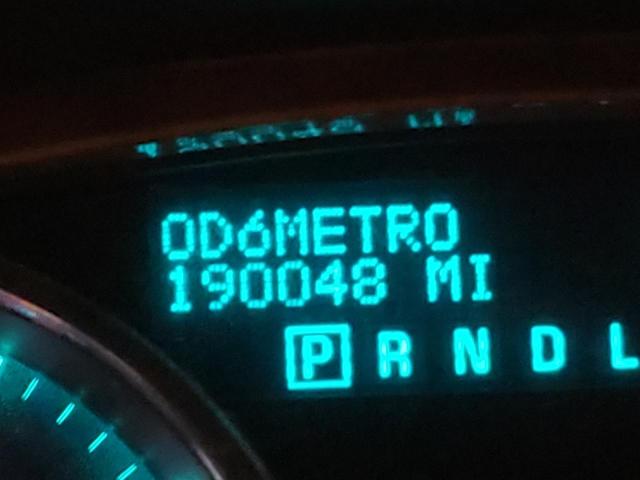 ODóMETRO
190048 MI
P R N D L